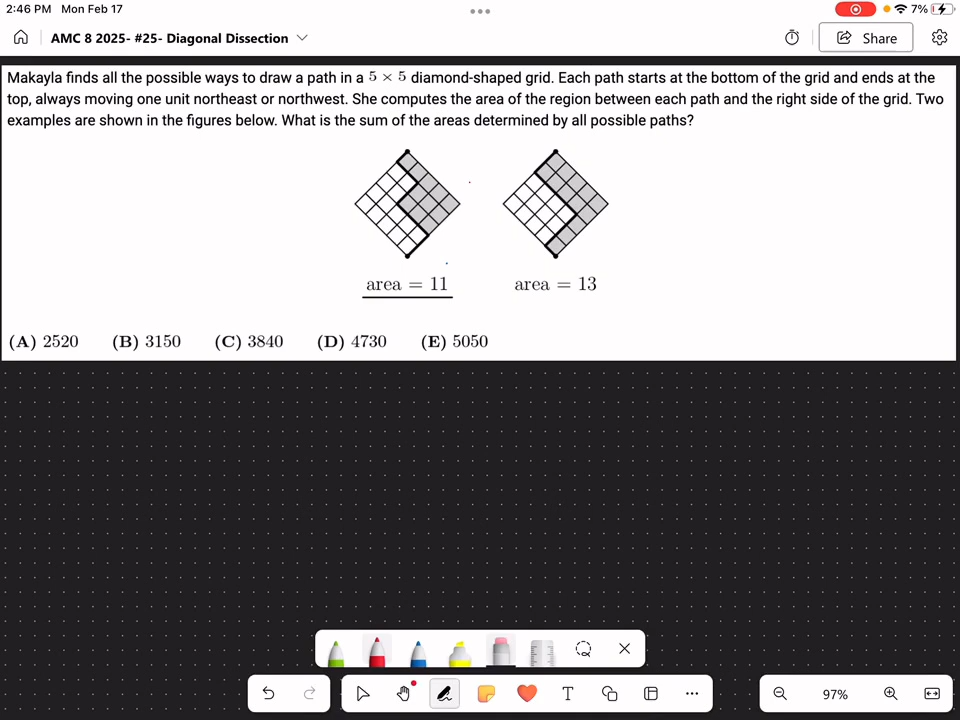 2:46 PM Mon Feb 17
7%
AMC 8 2025- #25- Diagonal Dissection
Share
Makayla finds all the possible ways to draw a path in a 5 × 5 diamond-shaped grid. Each path starts at the bottom of the grid and ends at the
top, always moving one unit northeast or northwest. She computes the area of the region between each path and the right side of the grid. Two
examples are shown in the figures below. What is the sum of the areas determined by all possible paths?
area = 11 area = 13
(A) 2520 (B) 3150 (C) 3840 (D) 4730 (E) 5050
T
97%